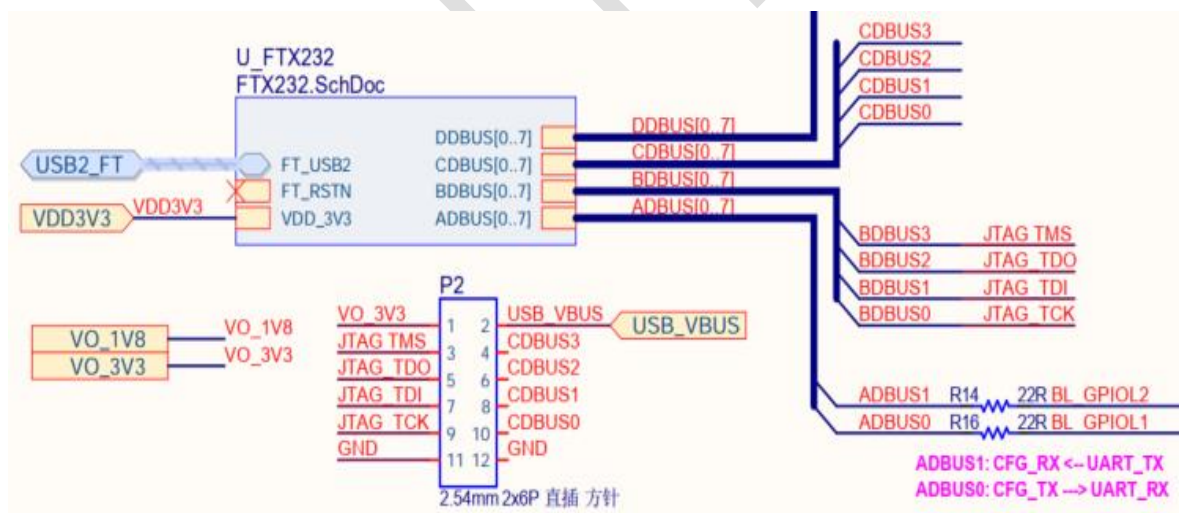 U_FTX232
FTX232.SchDoc
USB2_FT
FT_USB2
FT_RSTN
VDD3V3
VDD3V3
VDD_3V3
DDBUS[0..7]
CDBUS[0..7]
BDBUS[0..7]
ADBUS[0..7]
DDBUS[0..7]
CDBUS[0..7]
BDBUS[0..7]
ADBUS[0..7]
CDBUS3
CDBUS2
CDBUS1
CDBUS0
BDBUS3 JTAG TMS
BDBUS2 JTAG_TDO
BDBUS1 JTAG_TDI
BDBUS0 JTAG_TCK
VO_1V8 VO_1V8
VO_3V3 VO_3V3
P2
VO_3V3 1 2 USB_VBUS USB_VBUS
JTAG TMS 3 4 CDBUS3
JTAG_TDO 5 6 CDBUS2
JTAG_TDI 7 8 CDBUS1
JTAG TCK 9 10 CDBUS0
GND 11 12 GND
2.54mm 2x6P 直插 方针
ADBUS1 R14 22R BL_GPIOL2
ADBUS0 R16 22R BL_GPIOL1
ADBUS1: CFG_RX <-- UART_TX
ADBUS0: CFG_TX ---> UART_RX